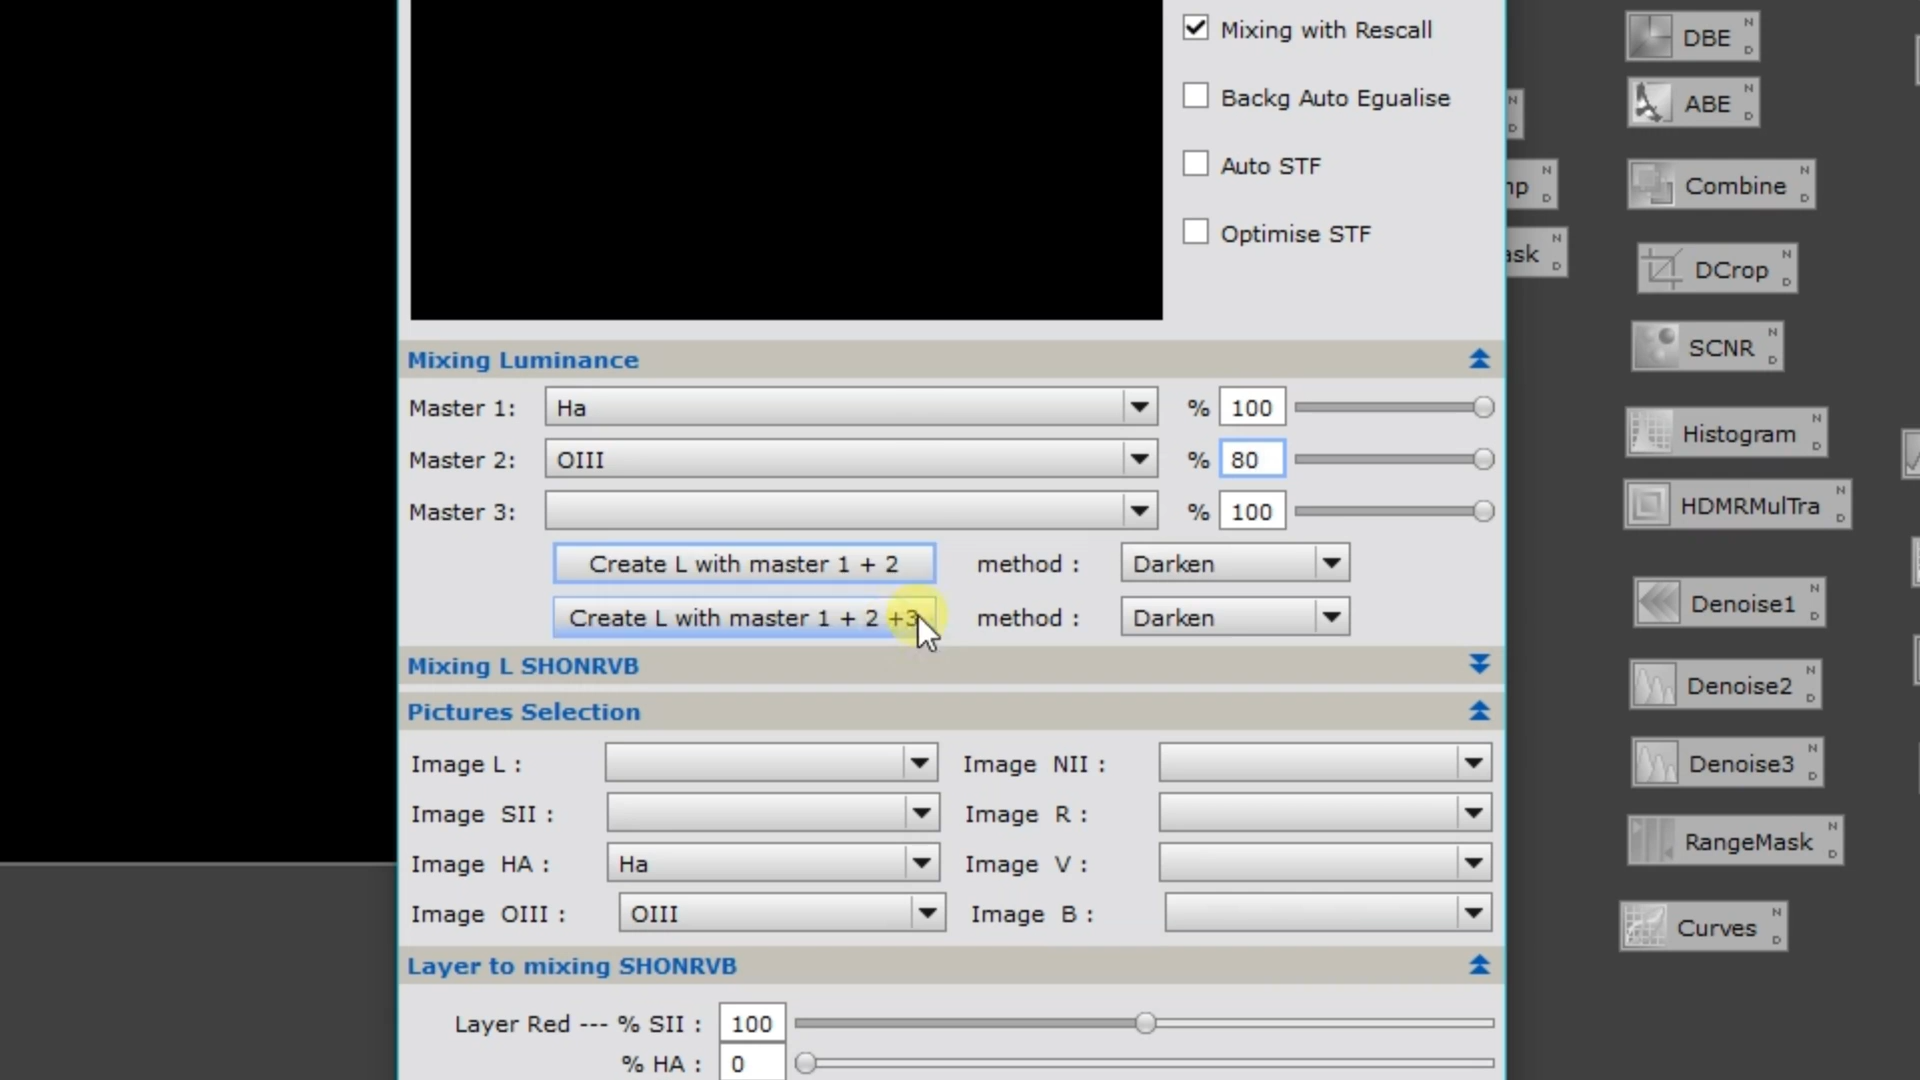 Mixing with Rescall
Backg Auto Egualise
Auto STF
Optimise STF
Mixing Luminance
Master 1: Ha % 100
Master 2: OIII % 80
Master 3: % 100
Create L with master 1 + 2 method : Darken
Create L with master 1 + 2 +3 method : Darken
Mixing L SHONRVB
Pictures Selection
Image L : Image NII :
Image SII : Image R :
Image HA : Ha Image V :
Image OIII : OIII Image B :
Layer to mixing SHONRVB
Layer Red --- % SII : 100
% HA : 0
N
D
N
D
N
D
DBE N
D
ABE N
D
Combine N
D
DCrop N
D
SCNR N
D
Histogram N
D
HDMRMulTra N
D
Denoise1 N
D
Denoise2 N
D
Denoise3 N
D
RangeMask N
D
Curves N
D